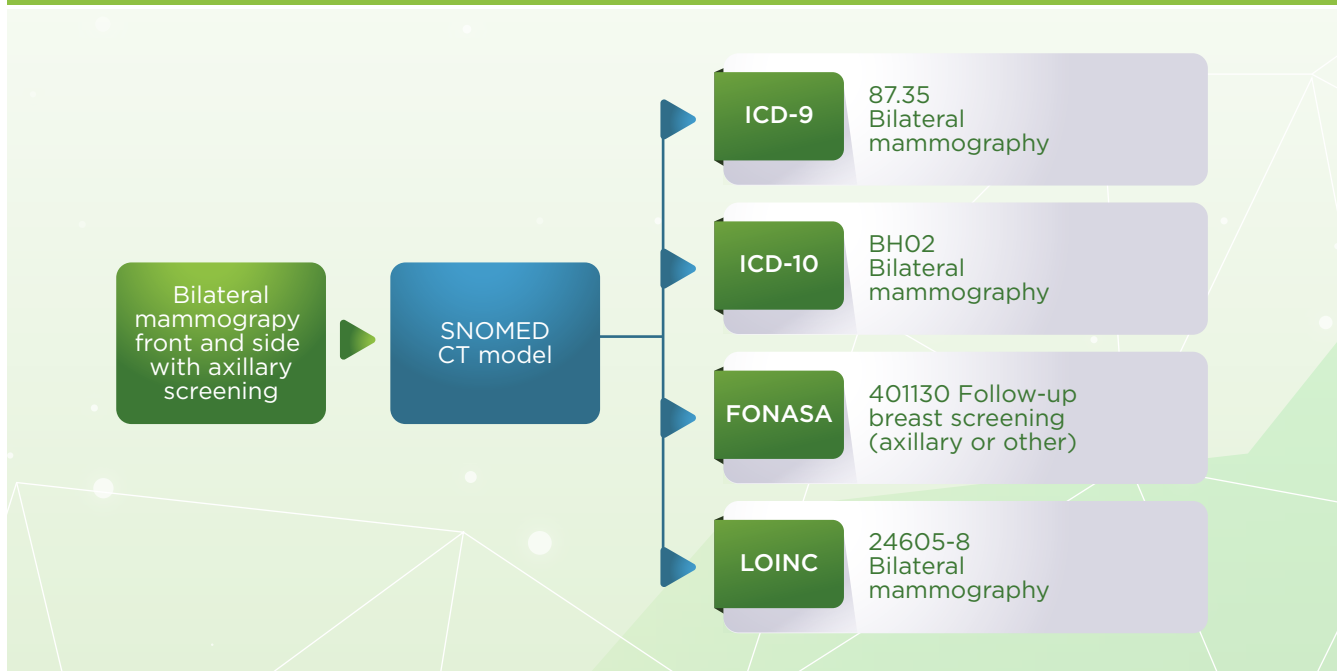 Bilateral
mammograpy
front and side
with axillary
screening
SNOMED
CT model
ICD-9
87.35
Bilateral
mammography
ICD-10
BH02
Bilateral
mammography
FONASA
401130 Follow-up
breast screening
(axillary or other)
LOINC
24605-8
Bilateral
mammography